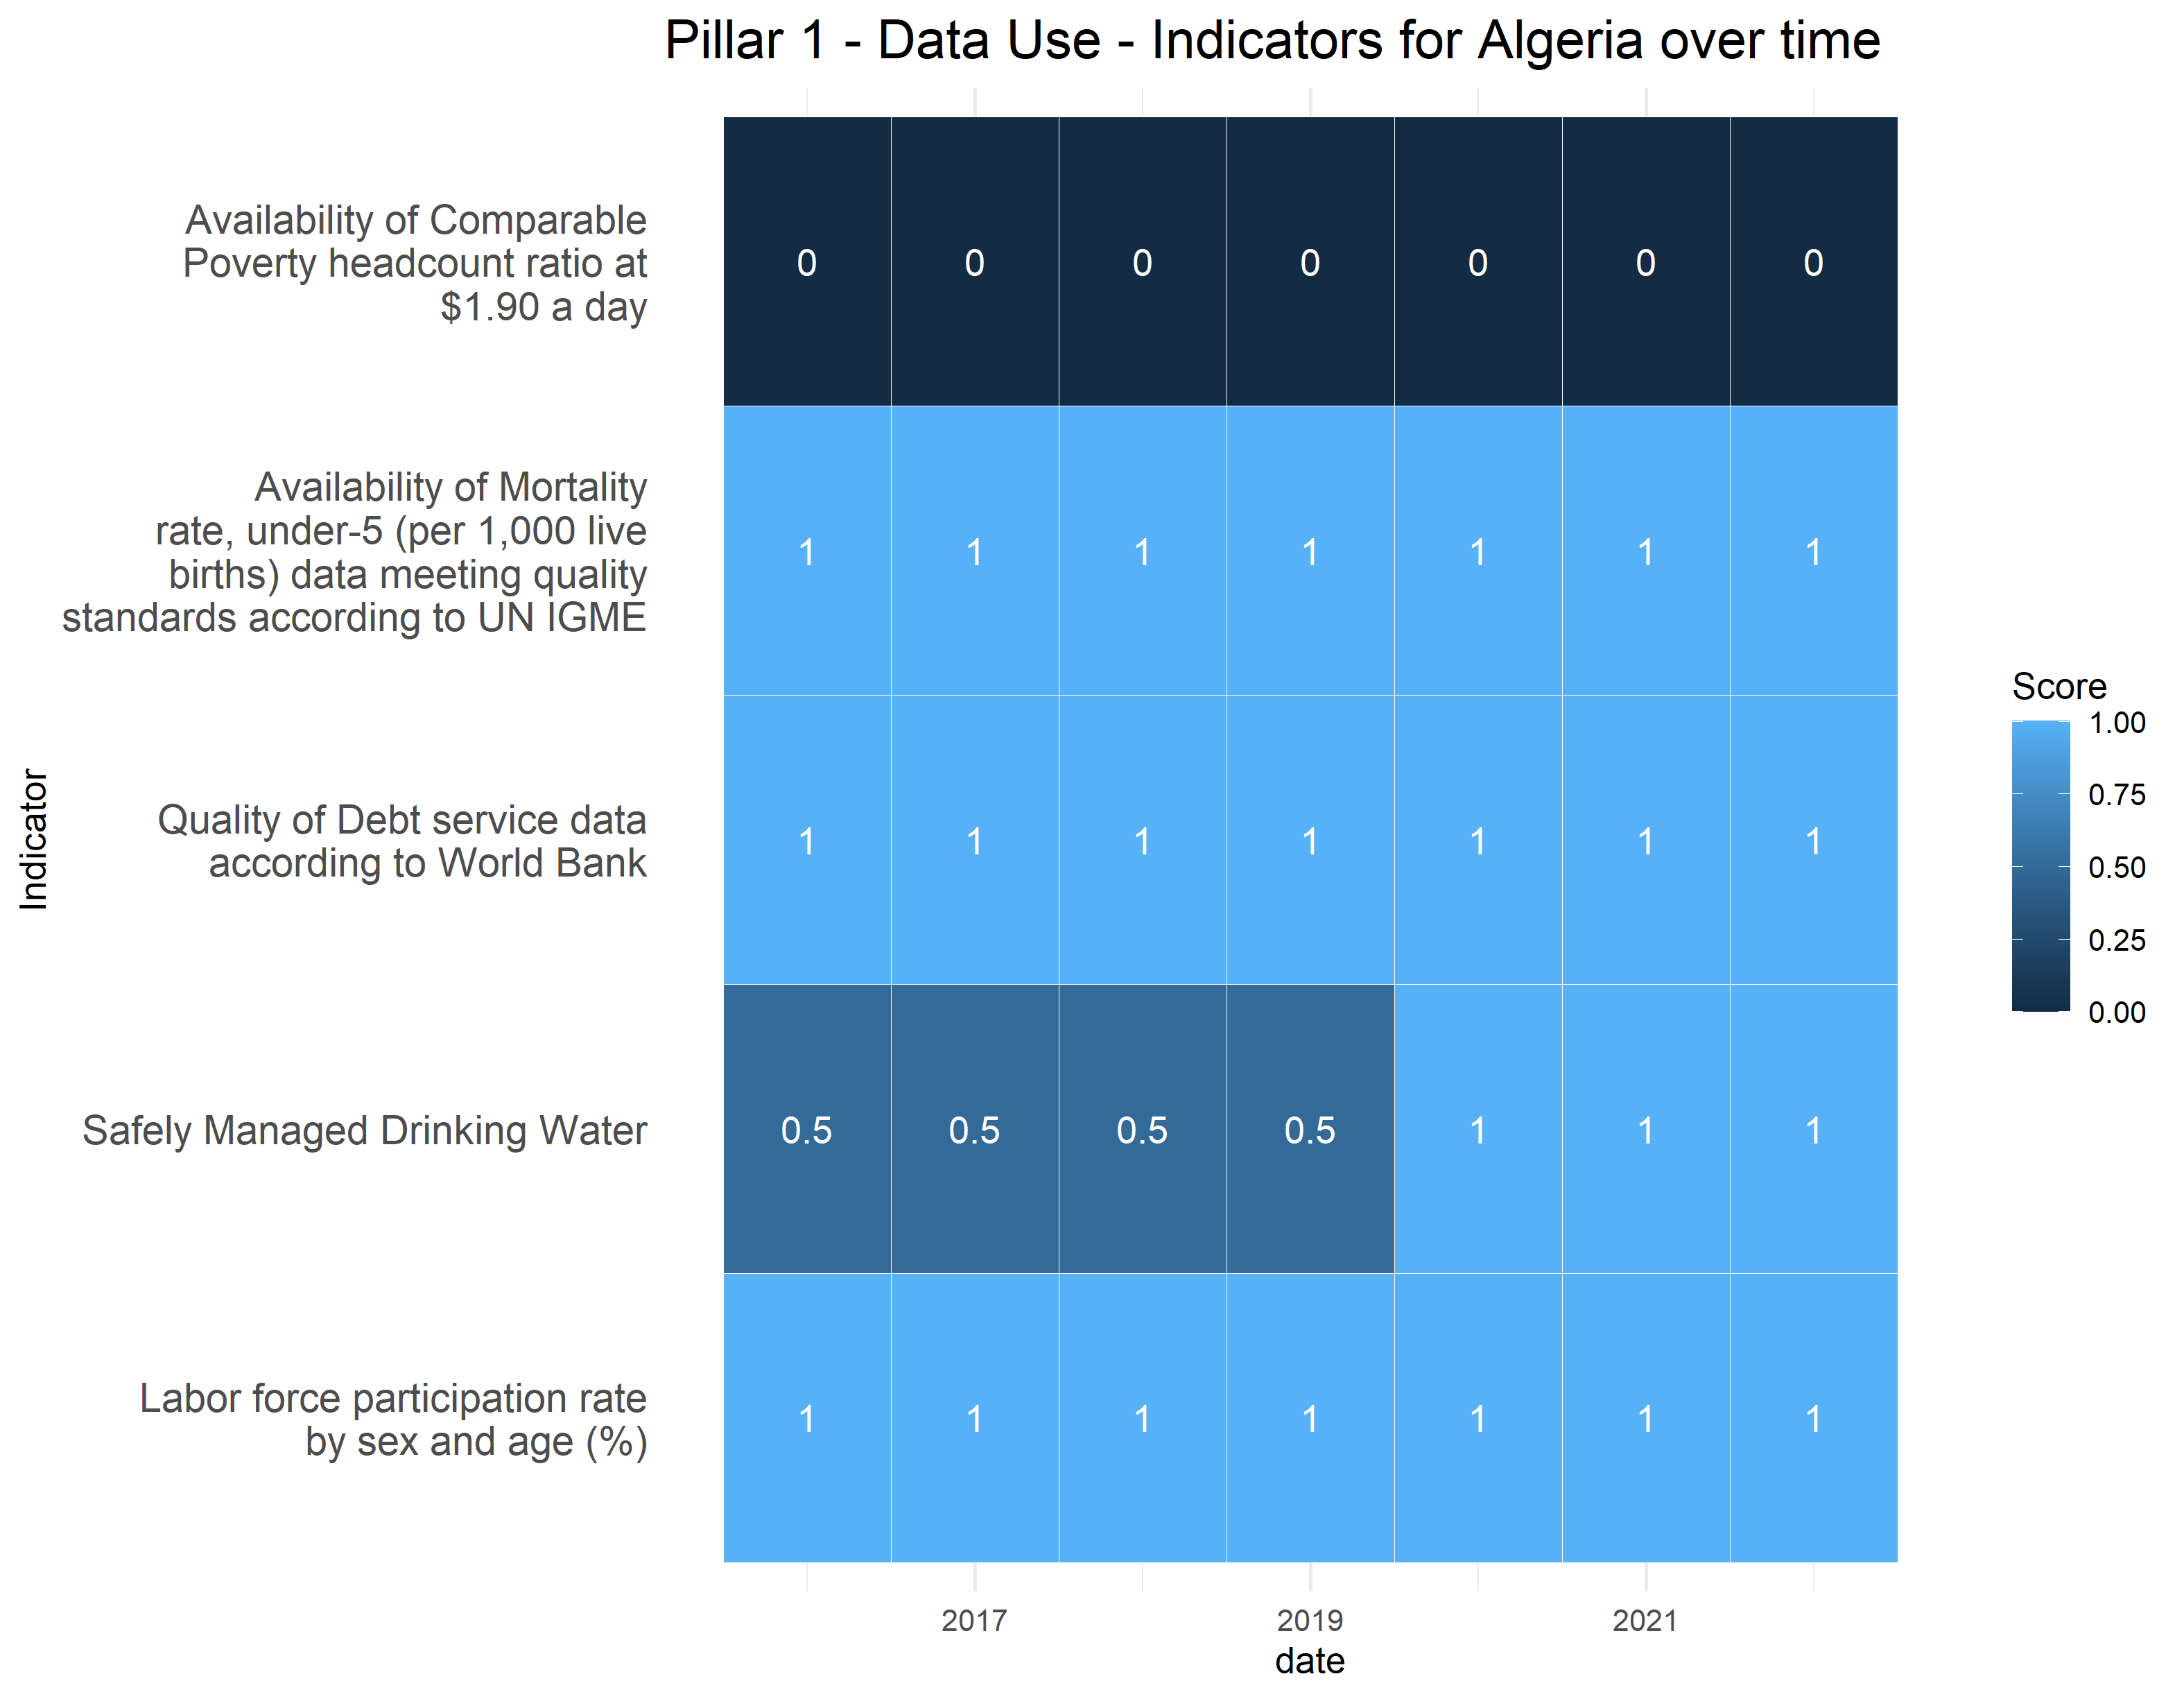 Pillar 1 - Data Use - Indicators for Algeria over time
Indicator
Availability of Comparable
Poverty headcount ratio at
$1.90 a day
0 0 0 0 0 0 0
Availability of Mortality
rate, under-5 (per 1,000 live
births) data meeting quality
standards according to UN IGME
1 1 1 1 1 1 1
Quality of Debt service data
according to World Bank
1 1 1 1 1 1 1
Safely Managed Drinking Water
0.5 0.5 0.5 0.5 1 1 1
Labor force participation rate
by sex and age (%)
1 1 1 1 1 1 1
2017 2019 2021
date
Score
1.00
0.75
0.50
0.25
0.00